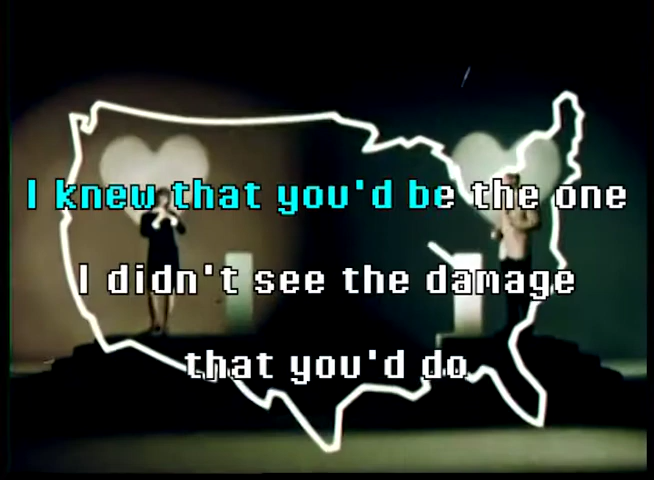 I knew that you'd be the one
I didn't see the damage
that you'd do